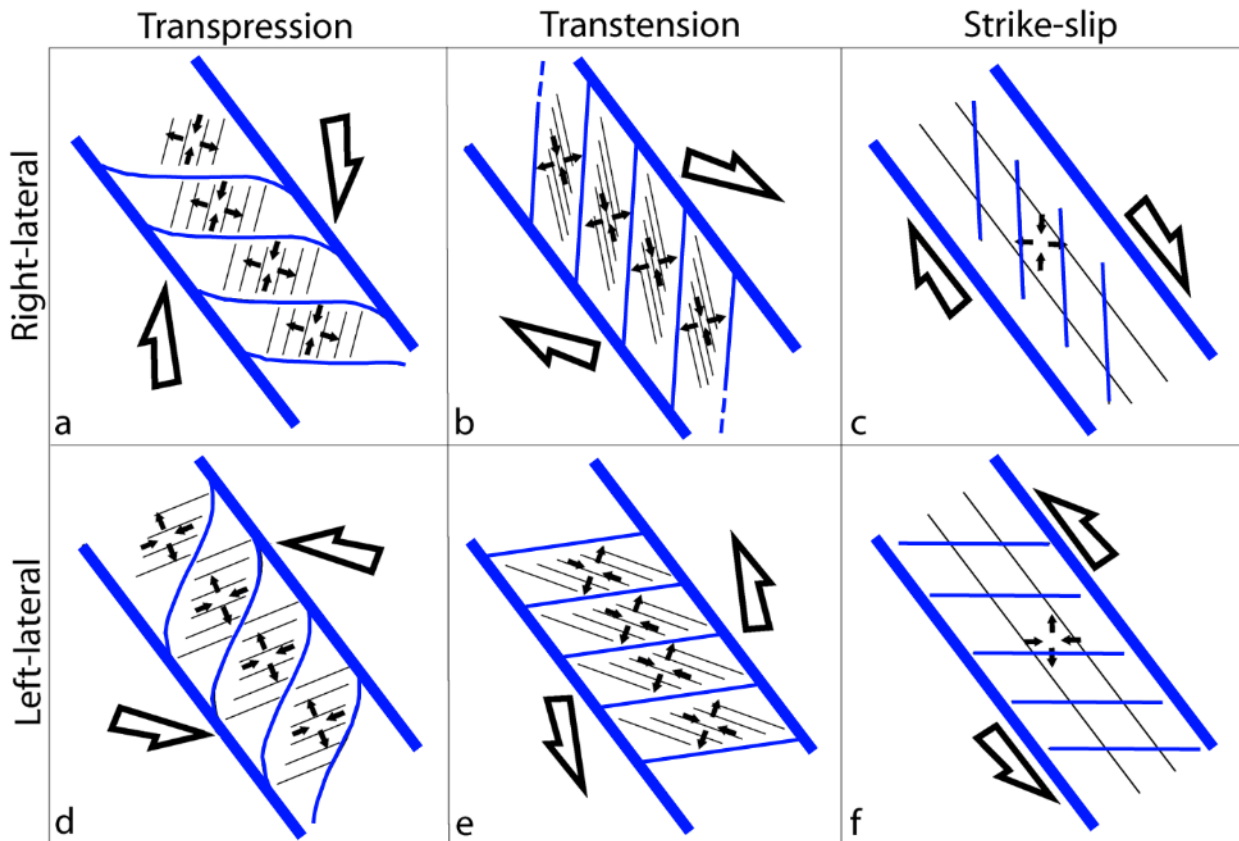 Transpression
Transtension
Strike-slip
Right-lateral
a
b
c
Left-lateral
d
e
f